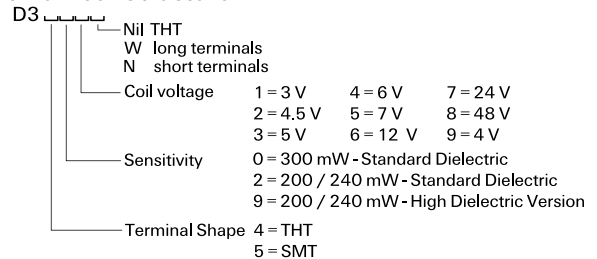 D3
Nil THT
W long terminals
N short terminals
Coil voltage 1 = 3 V 4 = 6 V 7 = 24 V
2 = 4.5 V 5 = 7 V 8 = 48 V
3 = 5 V 6 = 12 V 9 = 4 V
Sensitivity 0 = 300 mW - Standard Dielectric
2 = 200 / 240 mW - Standard Dielectric
9 = 200 / 240 mW - High Dielectric Version
Terminal Shape 4 = THT
5 = SMT